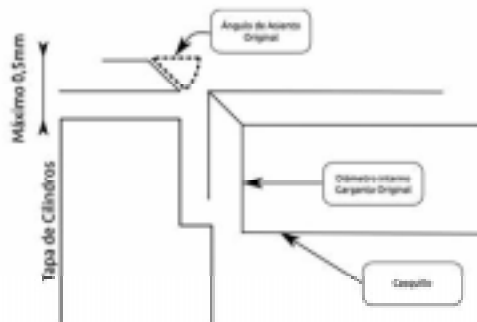 Ángulo de Asiento
Original
Máximo 0,5mm
Diámetro interno
Garganta Original
Tapa de Cilindros
Casquillo